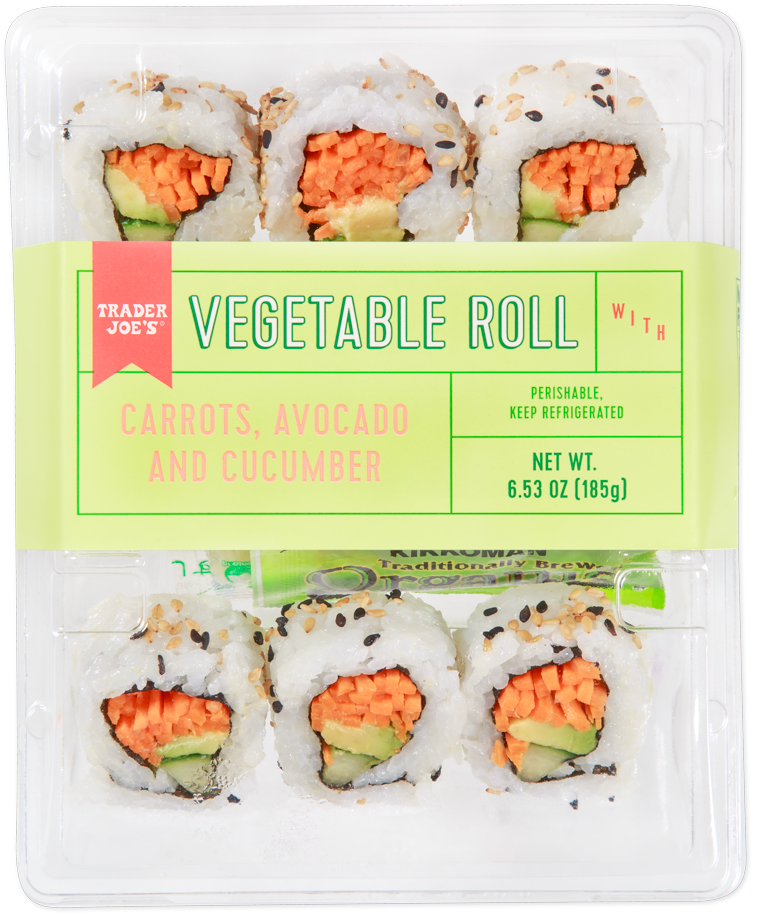 TRADER
JOE'S®
VEGETABLE ROLL
WITH
CARROTS, AVOCADO
AND CUCUMBER
PERISHABLE,
KEEP REFRIGERATED
NET WT.
6.53 OZ (185g)
KIKKOMAN
Traditionally Brew
Organic